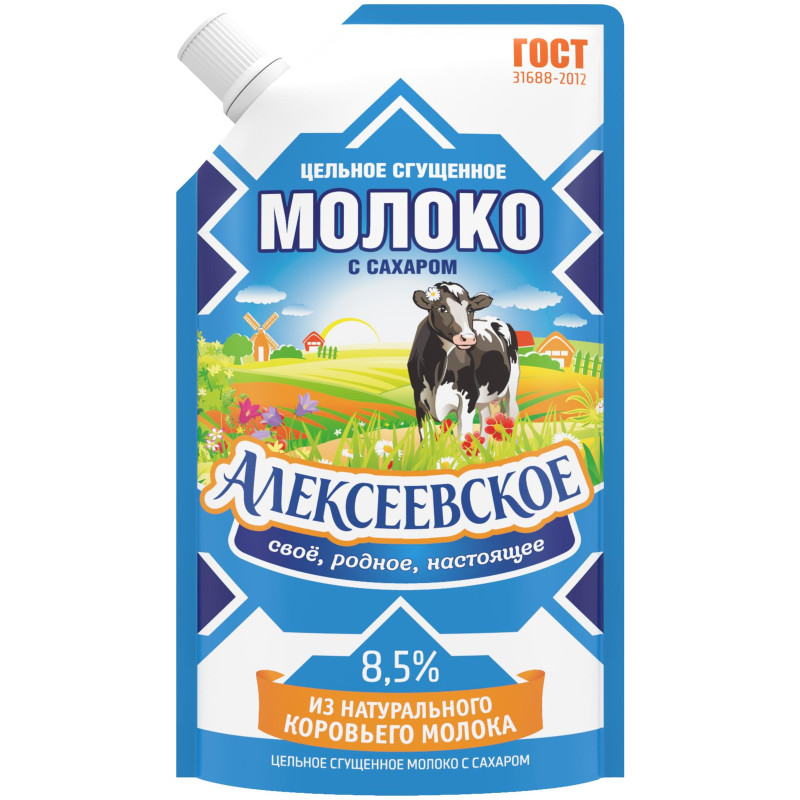 ГОСТ
31688-2012
ЦЕЛЬНОЕ СГУЩЕННОЕ
МОЛОКО
С САХАРОМ
АЛЕКСЕЕВСКОЕ
своё, родное, настоящее
8,5%
ИЗ НАТУРАЛЬНОГО
КОРОВЬЕГО МОЛОКА
ЦЕЛЬНОЕ СГУЩЕННОЕ МОЛОКО С САХАРОМ